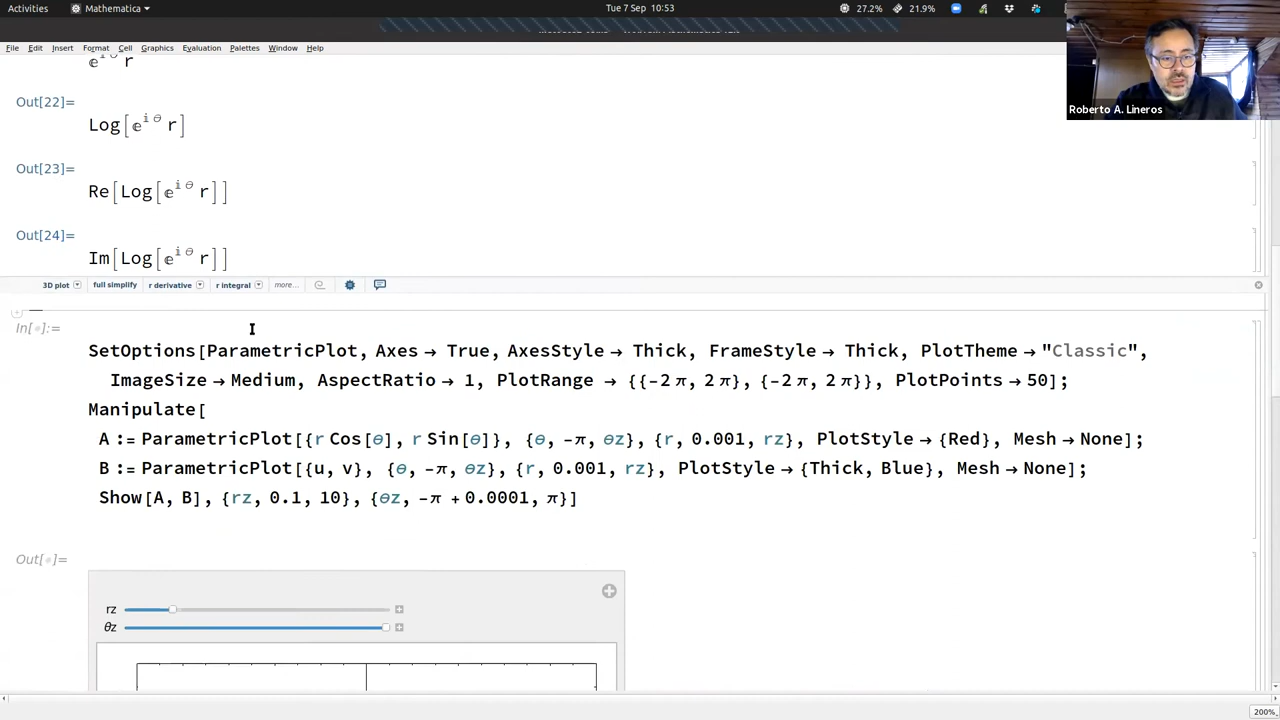 Activities
Mathematica
Tue 7 Sep 10:53
27.2%
21.9%
File Edit Insert Format Cell Graphics Evaluation Palettes Window Help
ⅇ^(ⅈ θ) r
Out[22]=
Log[ⅇ^(ⅈ θ) r]
Out[23]=
Re[Log[ⅇ^(ⅈ θ) r]]
Out[24]=
Im[Log[ⅇ^(ⅈ θ) r]]
3D plot full simplify r derivative r integral more...
In[*]:=
SetOptions[ParametricPlot, Axes → True, AxesStyle → Thick, FrameStyle → Thick, PlotTheme → "Classic",
ImageSize → Medium, AspectRatio → 1, PlotRange → {{-2 π, 2 π}, {-2 π, 2 π}}, PlotPoints → 50];
Manipulate[
A := ParametricPlot[{r Cos[θ], r Sin[θ]}, {θ, -π, θz}, {r, 0.001, rz}, PlotStyle → {Red}, Mesh → None];
B := ParametricPlot[{u, v}, {θ, -π, θz}, {r, 0.001, rz}, PlotStyle → {Thick, Blue}, Mesh → None];
Show[A, B], {rz, 0.1, 10}, {θz, -π + 0.0001, π}]
Out[*]=
rz
θz
Roberto A. Lineros
200%